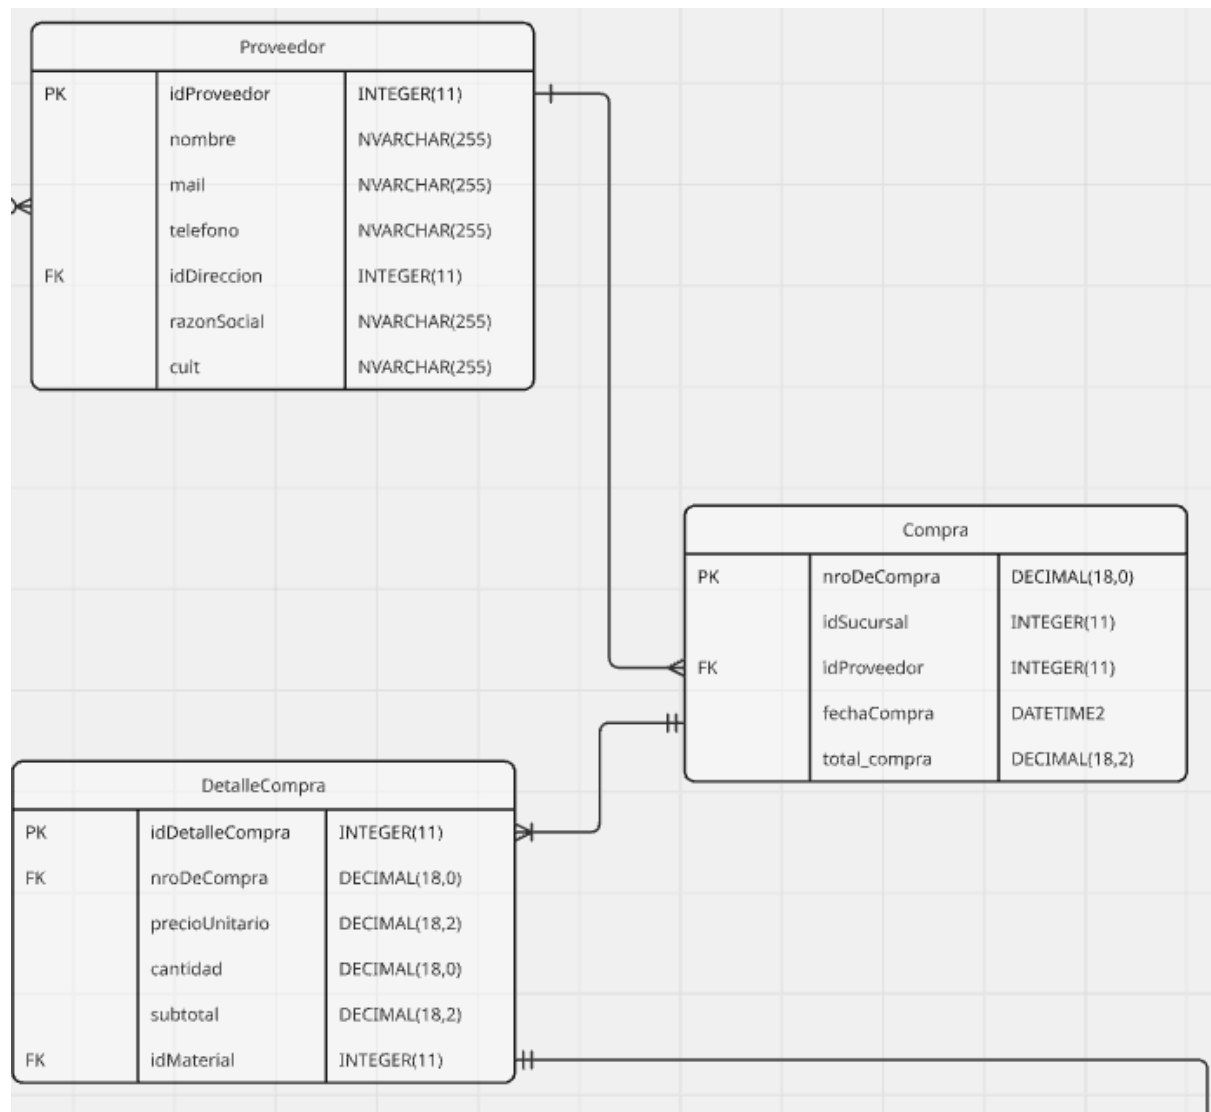 Proveedor
PK idProveedor INTEGER(11)
nombre NVARCHAR(255)
mail NVARCHAR(255)
telefono NVARCHAR(255)
FK idDireccion INTEGER(11)
razonSocial NVARCHAR(255)
cuit NVARCHAR(255)
Compra
PK nroDeCompra DECIMAL(18,0)
idSucursal INTEGER(11)
FK idProveedor INTEGER(11)
fechaCompra DATETIME2
total_compra DECIMAL(18,2)
DetalleCompra
PK idDetalleCompra INTEGER(11)
FK nroDeCompra DECIMAL(18,0)
precioUnitario DECIMAL(18,2)
cantidad DECIMAL(18,0)
subtotal DECIMAL(18,2)
FK idMaterial INTEGER(11)